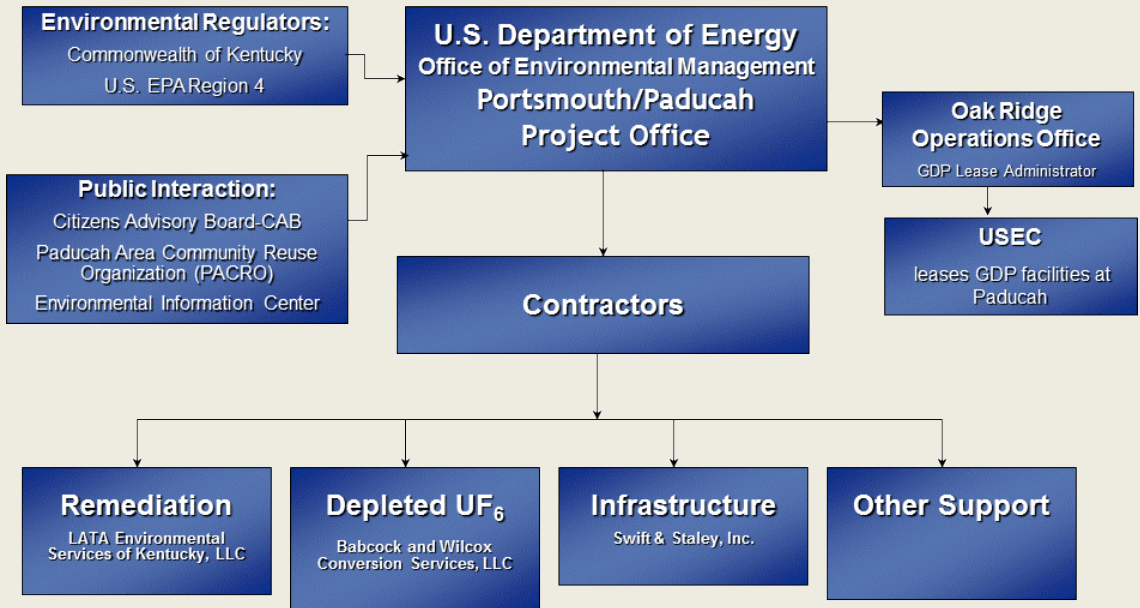 Environmental Regulators:
Commonwealth of Kentucky
U.S. EPA Region 4
U.S. Department of Energy
Office of Environmental Management
Portsmouth/Paducah
Project Office
Oak Ridge
Operations Office
GDP Lease Administrator
Public Interaction:
Citizens Advisory Board-CAB
Paducah Area Community Reuse
Organization (PACRO)
Environmental Information Center
USEC
leases GDP facilities at
Paducah
Contractors
Remediation
LATA Environmental
Services of Kentucky, LLC
Depleted UF₆
Babcock and Wilcox
Conversion Services, LLC
Infrastructure
Swift & Staley, Inc.
Other Support